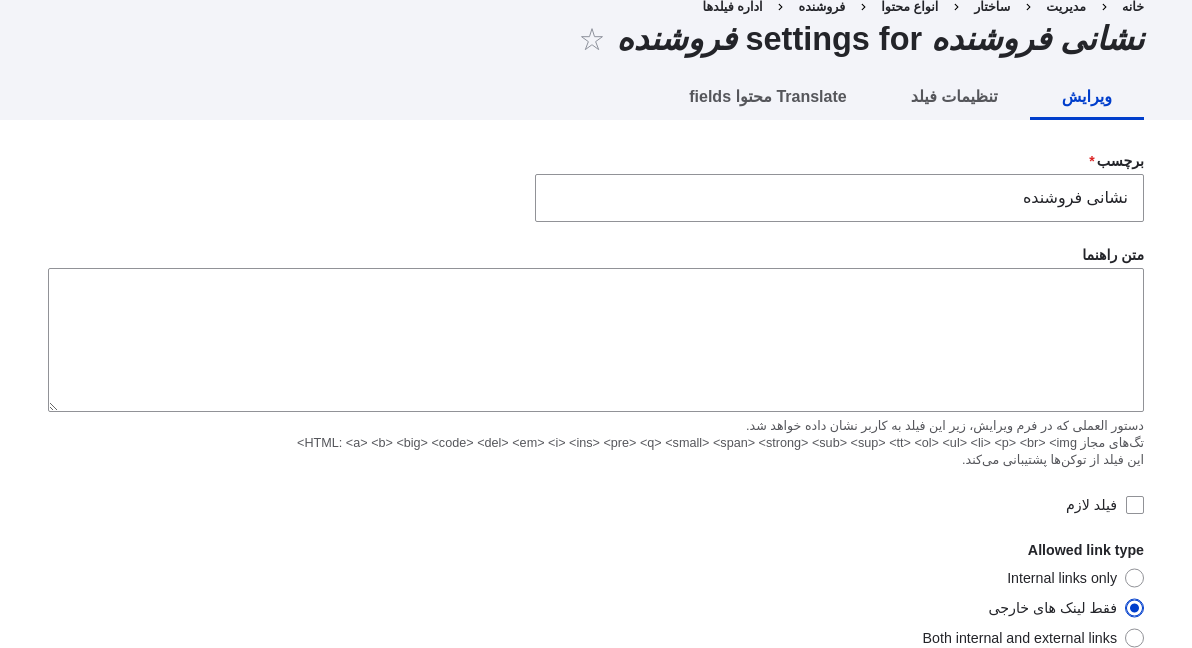 خانه › مدیریت › ساختار › انواع محتوا › فروشنده › اداره فیلدها
نشانی فروشنده settings for فروشنده ☆
ویرایش تنظیمات فیلد Translate محتوا fields
برچسب *
نشانی فروشنده
متن راهنما
دستور العملی که در فرم ویرایش، زیر این فیلد به کاربر نشان داده خواهد شد.
تگ‌های مجاز HTML: <a> <b> <big> <code> <del> <em> <i> <ins> <pre> <q> <small> <span> <strong> <sub> <sup> <tt> <ol> <ul> <li> <p> <br> <img>
این فیلد از توکن‌ها پشتیبانی می‌کند.
فیلد لازم
Allowed link type
Internal links only
فقط لینک های خارجی
Both internal and external links